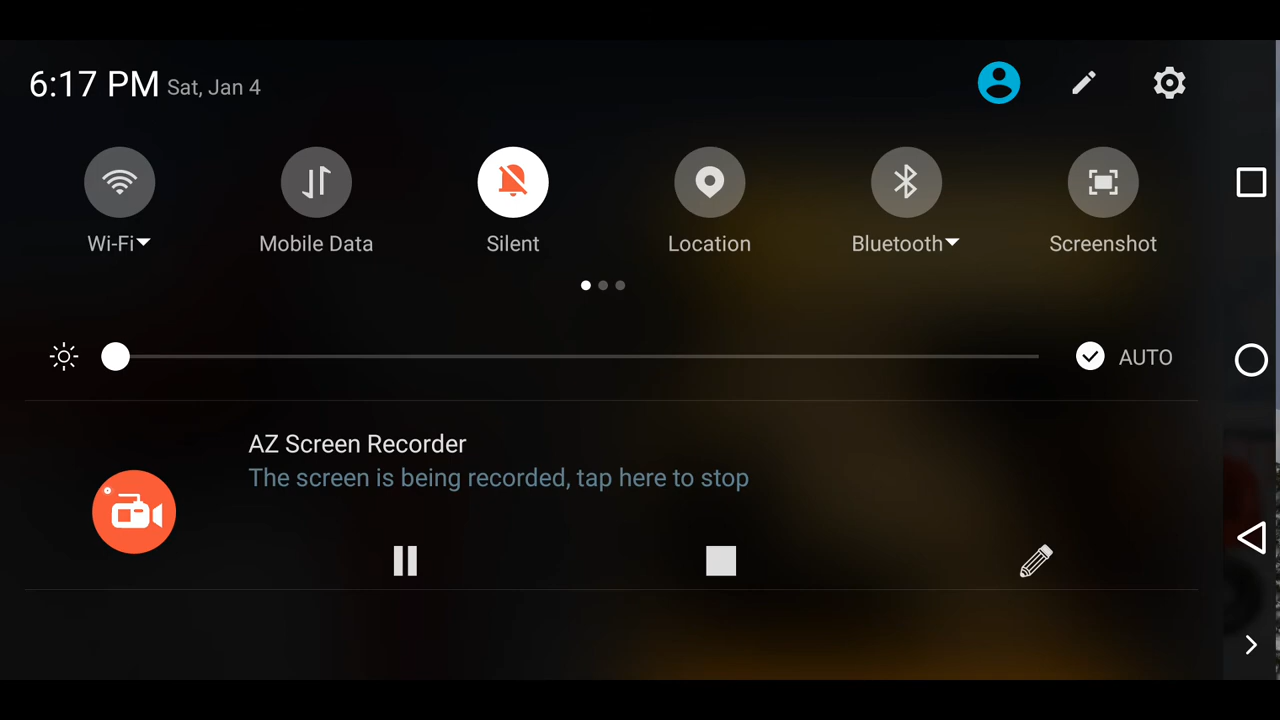 6:17 PM Sat, Jan 4
Wi-Fi Mobile Data Silent Location Bluetooth Screenshot
AUTO
AZ Screen Recorder
The screen is being recorded, tap here to stop